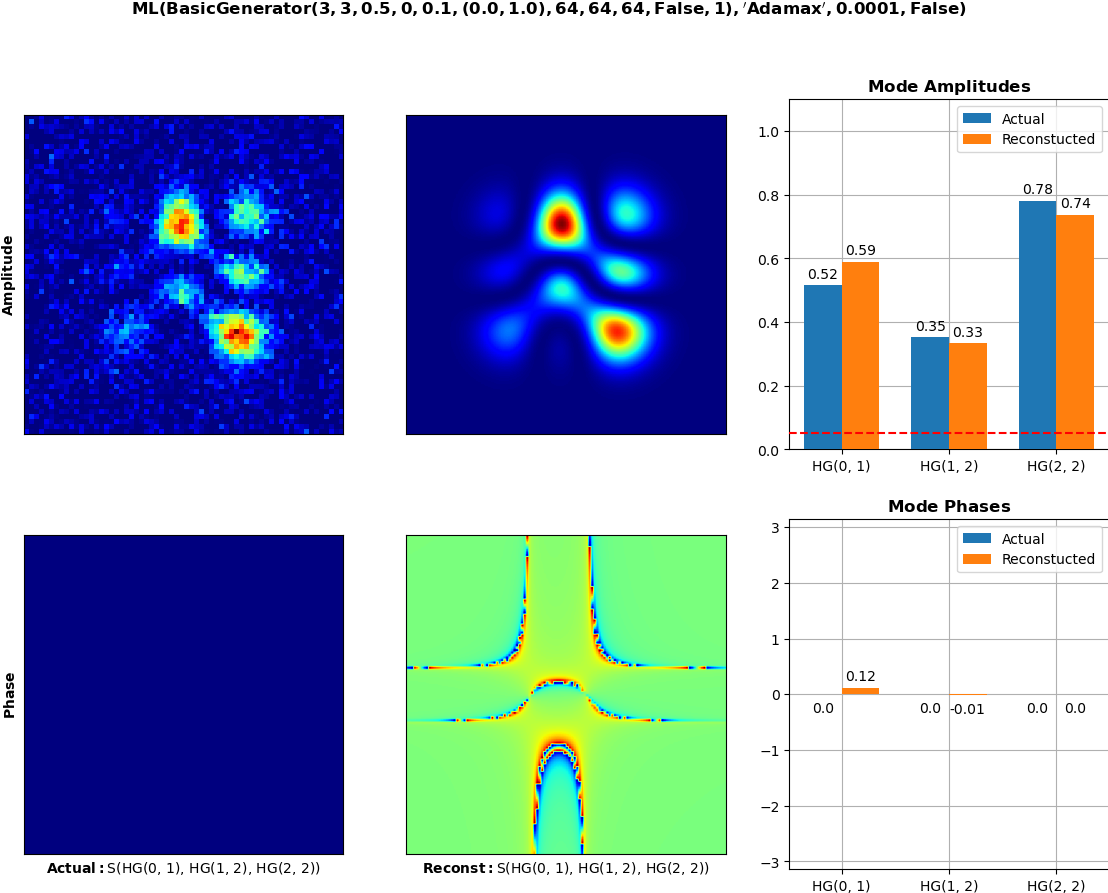 ML(BasicGenerator(3, 3, 0.5, 0, 0.1, (0.0, 1.0), 64, 64, 64, False, 1), ′Adamax′, 0.0001, False)
Amplitude
Mode Amplitudes
Actual
Reconstucted
1.0
0.8
0.6
0.4
0.2
0.0
0.52
0.59
0.35
0.33
0.78
0.74
HG(0, 1)
HG(1, 2)
HG(2, 2)
Phase
Actual: S(HG(0, 1), HG(1, 2), HG(2, 2))
Reconst: S(HG(0, 1), HG(1, 2), HG(2, 2))
Mode Phases
Actual
Reconstucted
3
2
1
0
−1
−2
−3
0.0
0.12
0.0
-0.01
0.0
0.0
HG(0, 1)
HG(1, 2)
HG(2, 2)